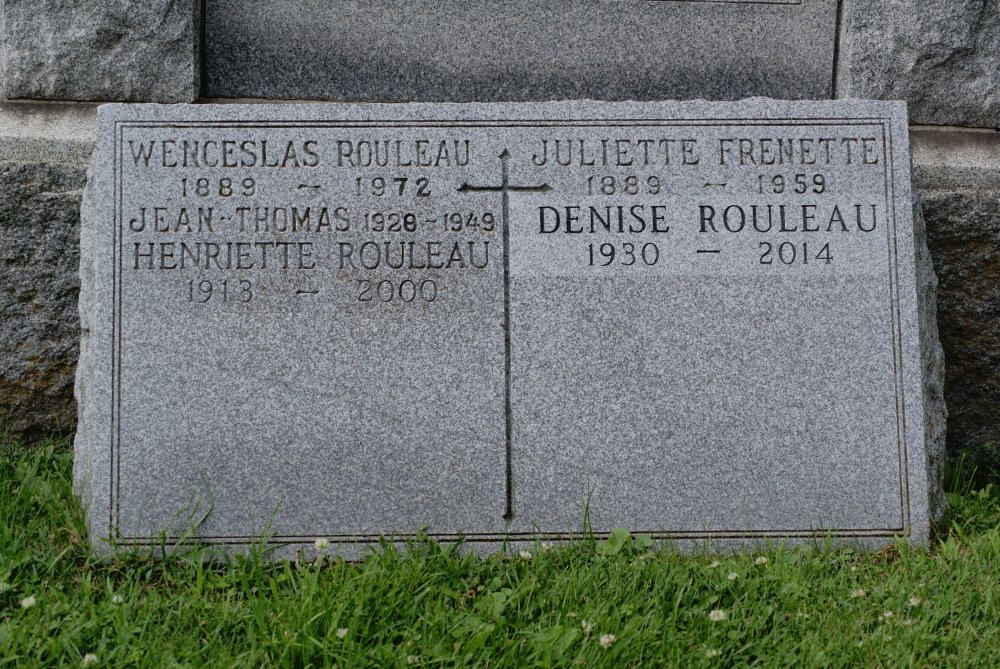 WENCESLAS ROULEAU
1889 - 1972
JEAN-THOMAS 1928-1949
HENRIETTE ROULEAU
1913 - 2000
JULIETTE FRENETTE
1889 - 1959
DENISE ROULEAU
1930 - 2014